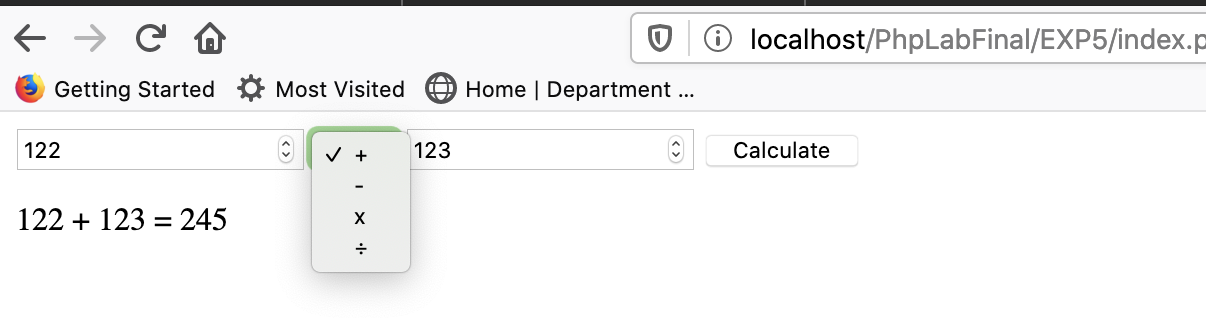 localhost/PhpLabFinal/EXP5/index.p
Getting Started Most Visited Home | Department ...
122 ✓ + 123 Calculate
-
x
÷
122 + 123 = 245